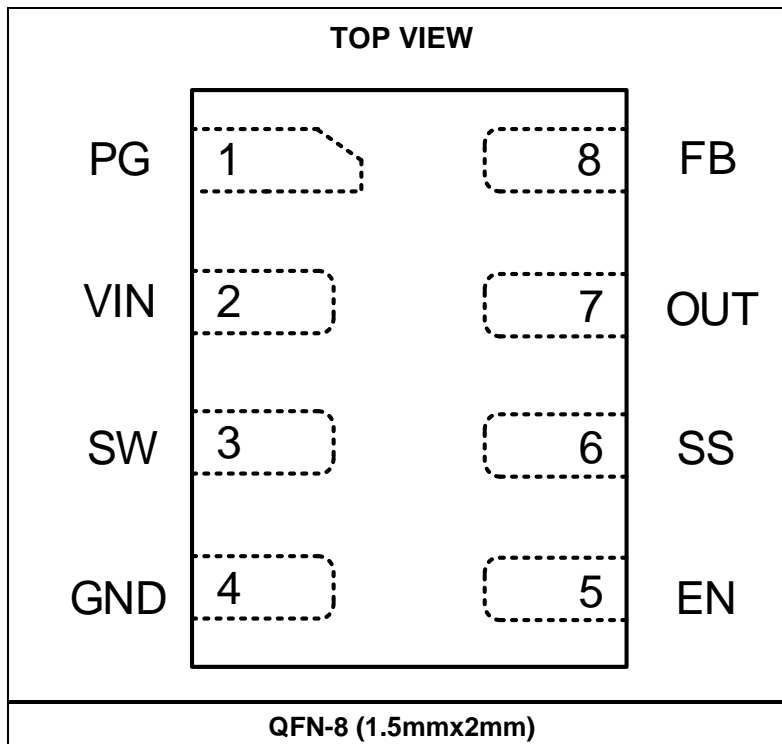 TOP VIEW
PG 1 8 FB
VIN 2 7 OUT
SW 3 6 SS
GND 4 5 EN
QFN-8 (1.5mmx2mm)